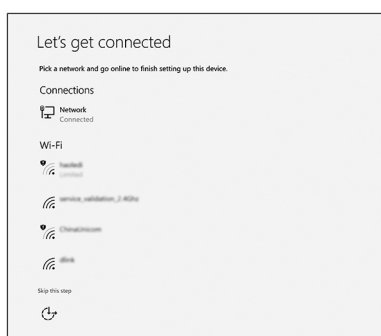 Let's get connected
Pick a network and go online to finish setting up this device.
Connections
Network
Connected
Wi-Fi
Limited
service_validation_2.4Ghz
ChinaUnicom
dlink
Skip this step